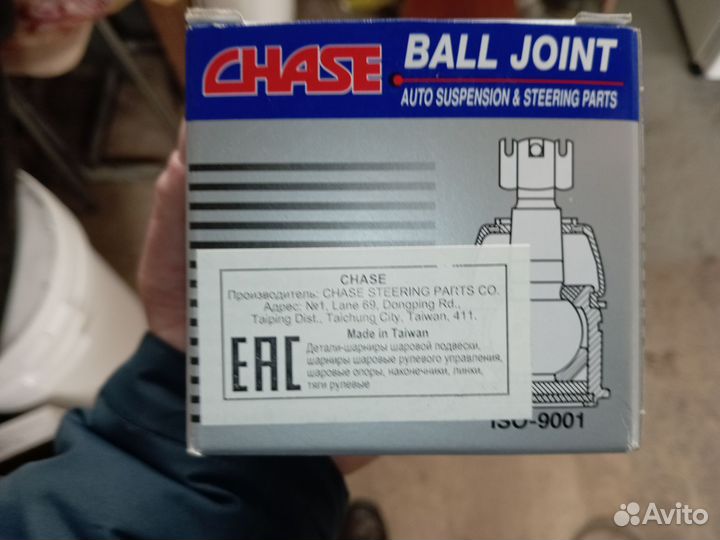 CHASE
BALL JOINT
AUTO SUSPENSION & STEERING PARTS
CHASE
Производитель: CHASE STEERING PARTS CO.
Адрес: №1, Lane 69, Dongping Rd.,
Taiping Dist., Taichung City, Taiwan, 411.
Made in Taiwan
EAC
Детали-шарниры шаровой подвески,
шарниры шаровые рулевого управления,
шаровые опоры, наконечники, линки,
тяги рулевые
ISO-9001
Avito